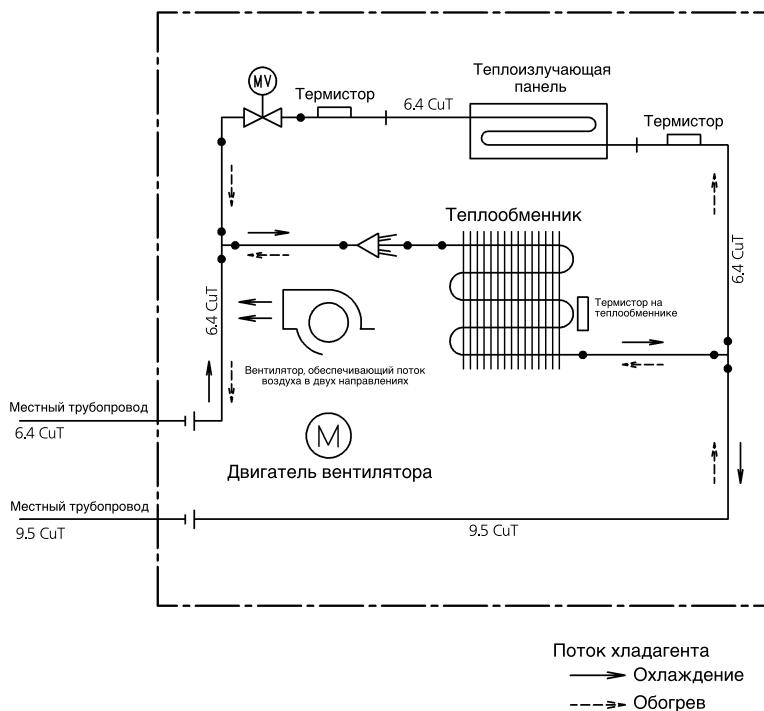 Теплоизлучающая
панель
MV
Термистор
6.4 CuT
Термистор
Теплообменник
6.4 CuT
6.4 CuT
Термистор на
теплообменнике
Вентилятор, обеспечивающий поток
воздуха в двух направлениях
Местный трубопровод
6.4 CuT
M
Двигатель вентилятора
Местный трубопровод
9.5 CuT
9.5 CuT
Поток хладагента
Охлаждение
Обогрев